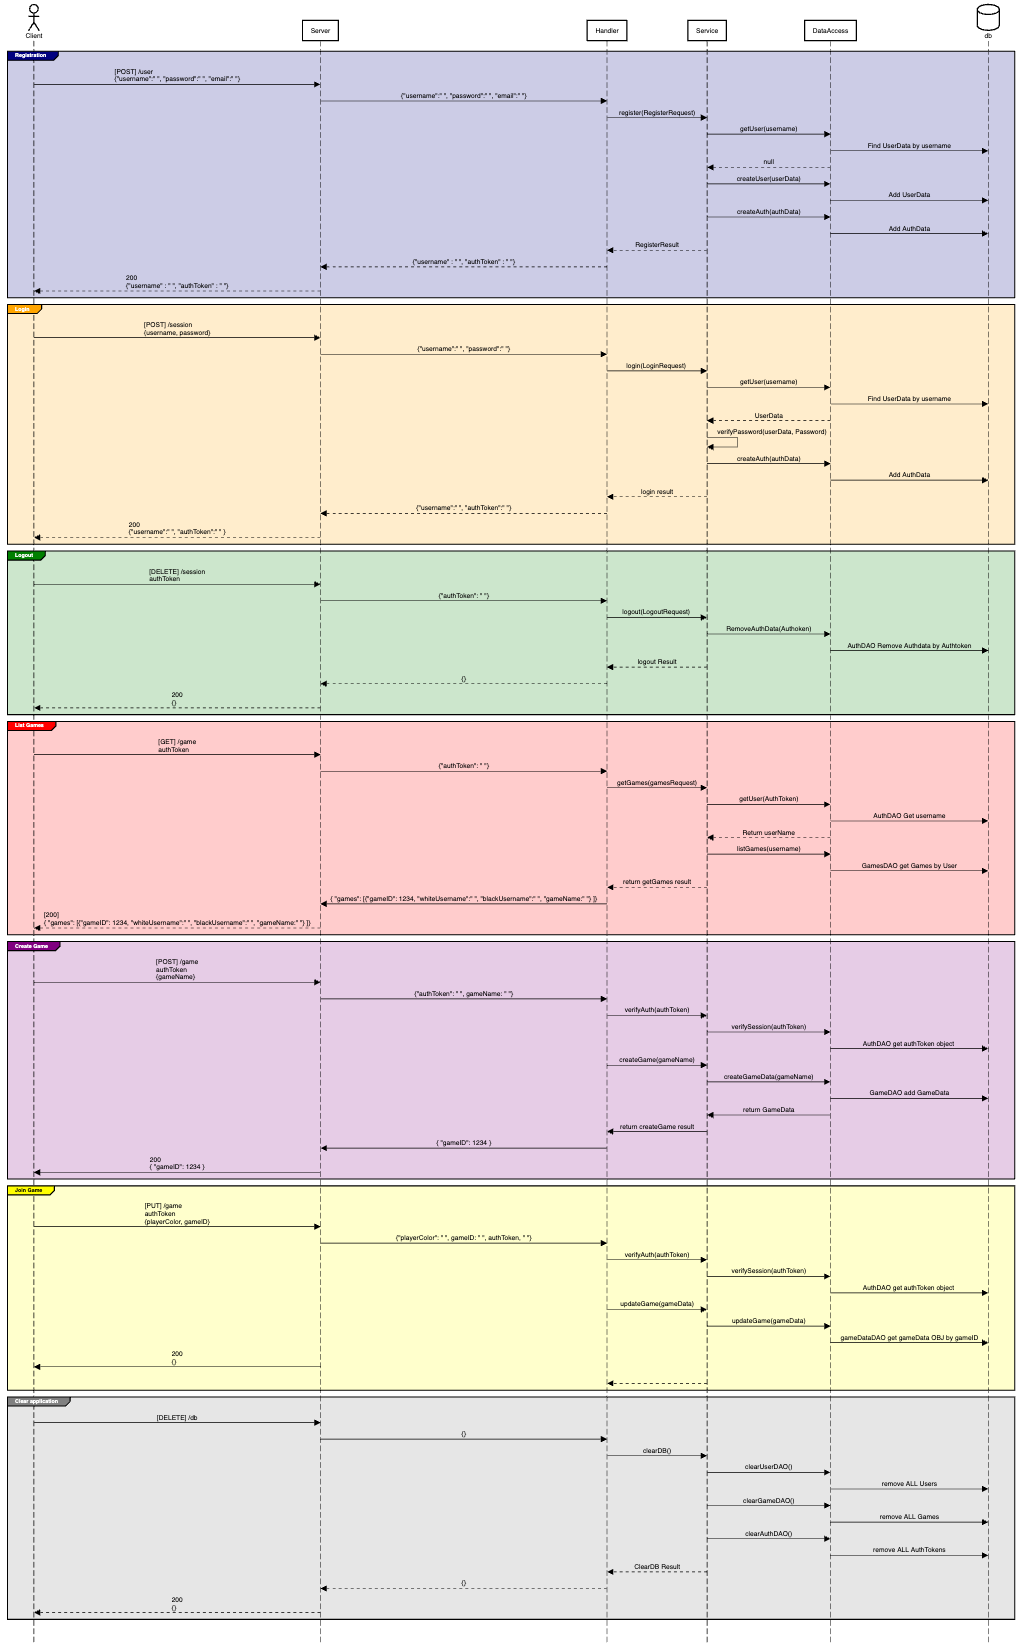 Client
Server
Handler
Service
DataAccess
db
Registration
[POST] /user
{"username":" ", "password":" ", "email":" "}
{"username":" ", "password":" ", "email":" "}
register(RegisterRequest)
getUser(username)
Find UserData by username
null
createUser(userData)
Add UserData
createAuth(authData)
Add AuthData
RegisterResult
{"username" : " ", "authToken" : " "}
200
{"username" : " ", "authToken" : " "}
Login
[POST] /session
{username, password}
{"username":" ", "password":" "}
login(LoginRequest)
getUser(username)
Find UserData by username
UserData
verifyPassword(userData, Password)
createAuth(authData)
Add AuthData
login result
{"username":" ", "authToken":" "}
200
{"username":" ", "authToken":" " }
Logout
[DELETE] /session
authToken
{"authToken": " "}
logout(LogoutRequest)
RemoveAuthData(Authoken)
AuthDAO Remove Authdata by Authtoken
logout Result
{}
200
{}
List Games
[GET] /game
authToken
{"authToken": " "}
getGames(gamesRequest)
getUser(AuthToken)
AuthDAO Get username
Return userName
listGames(username)
GamesDAO get Games by User
return getGames result
{ "games": [{"gameID": 1234, "whiteUsername":" ", "blackUsername":" ", "gameName:" "} ]}
[200]
{ "games": [{"gameID": 1234, "whiteUsername":" ", "blackUsername":" ", "gameName:" "} ]}
Create Game
[POST] /game
authToken
{gameName}
{"authToken": " ", gameName: " "}
verifyAuth(authToken)
verifySession(authToken)
AuthDAO get authToken object
createGame(gameName)
createGameData(gameName)
GameDAO add GameData
return GameData
return createGame result
{ "gameID": 1234 }
200
{ "gameID": 1234 }
Join Game
[PUT] /game
authToken
{playerColor, gameID}
{"playerColor": " ", gameID: " ", authToken, " "}
verifyAuth(authToken)
verifySession(authToken)
AuthDAO get authToken object
updateGame(gameData)
updateGame(gameData)
gameDataDAO get gameData OBJ by gameID
200
{}
Clear application
[DELETE] /db
{}
clearDB()
clearUserDAO()
remove ALL Users
clearGameDAO()
remove ALL Games
clearAuthDAO()
remove ALL AuthTokens
ClearDB Result
{}
200
{}